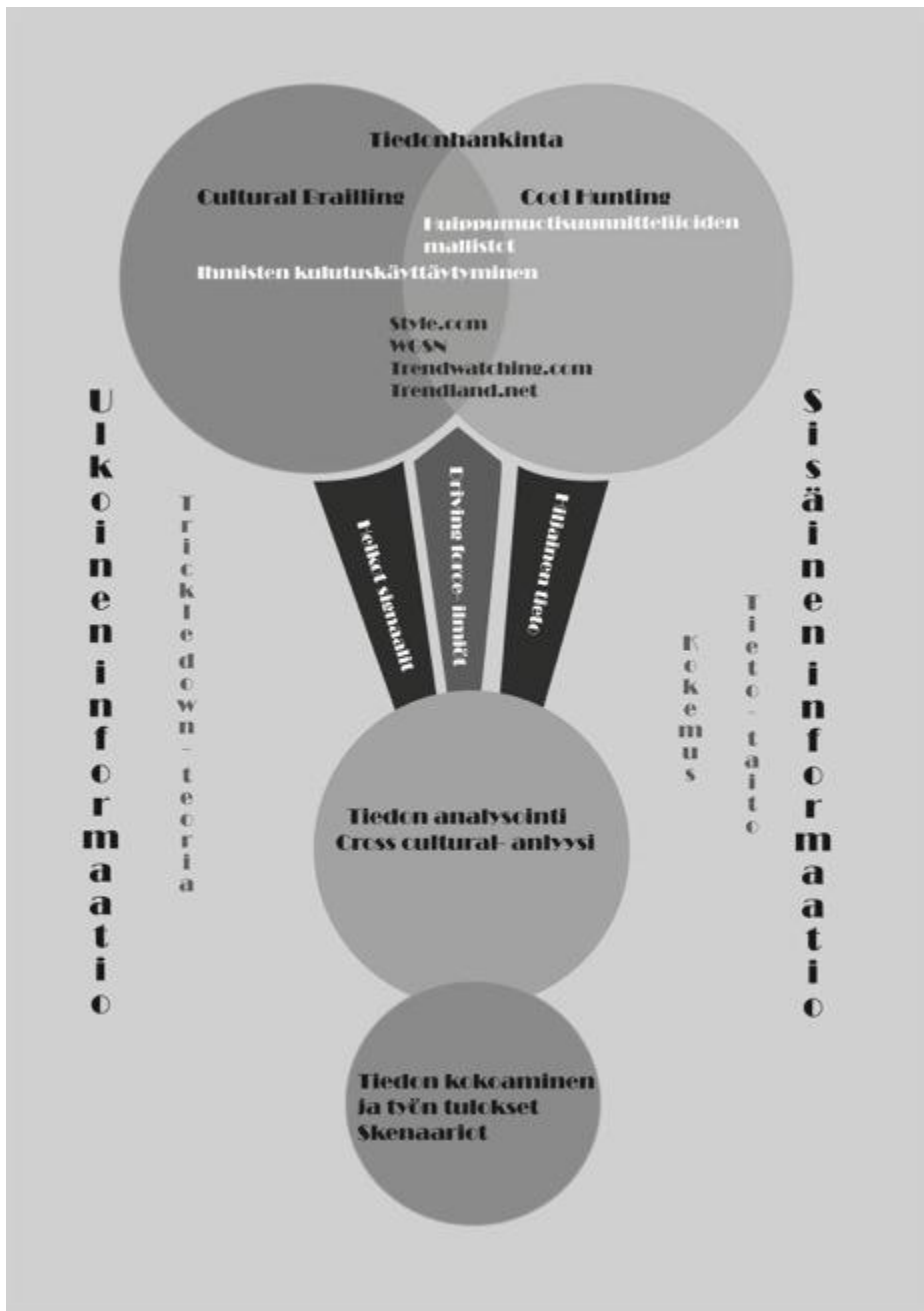 Tiedonhankinta
Cultural Brailling
Cool Hunting
Huippumuotisuunnittelijoiden
mallistot
Ihmisten kulutuskäyttäytyminen
Style.com
WGSN
Trendwatching.com
Trendland.net
Ulkoinen informaatio
Trickle down-teoria
Heikot signaalit
Driving force-ilmiöt
Hiljainen tieto
Kokemus
Tieto-taito
Sisäinen informaatio
Tiedon analysointi
Cross cultural- anlyysi
Tiedon kokoaminen
ja työn tulokset
Skenaariot